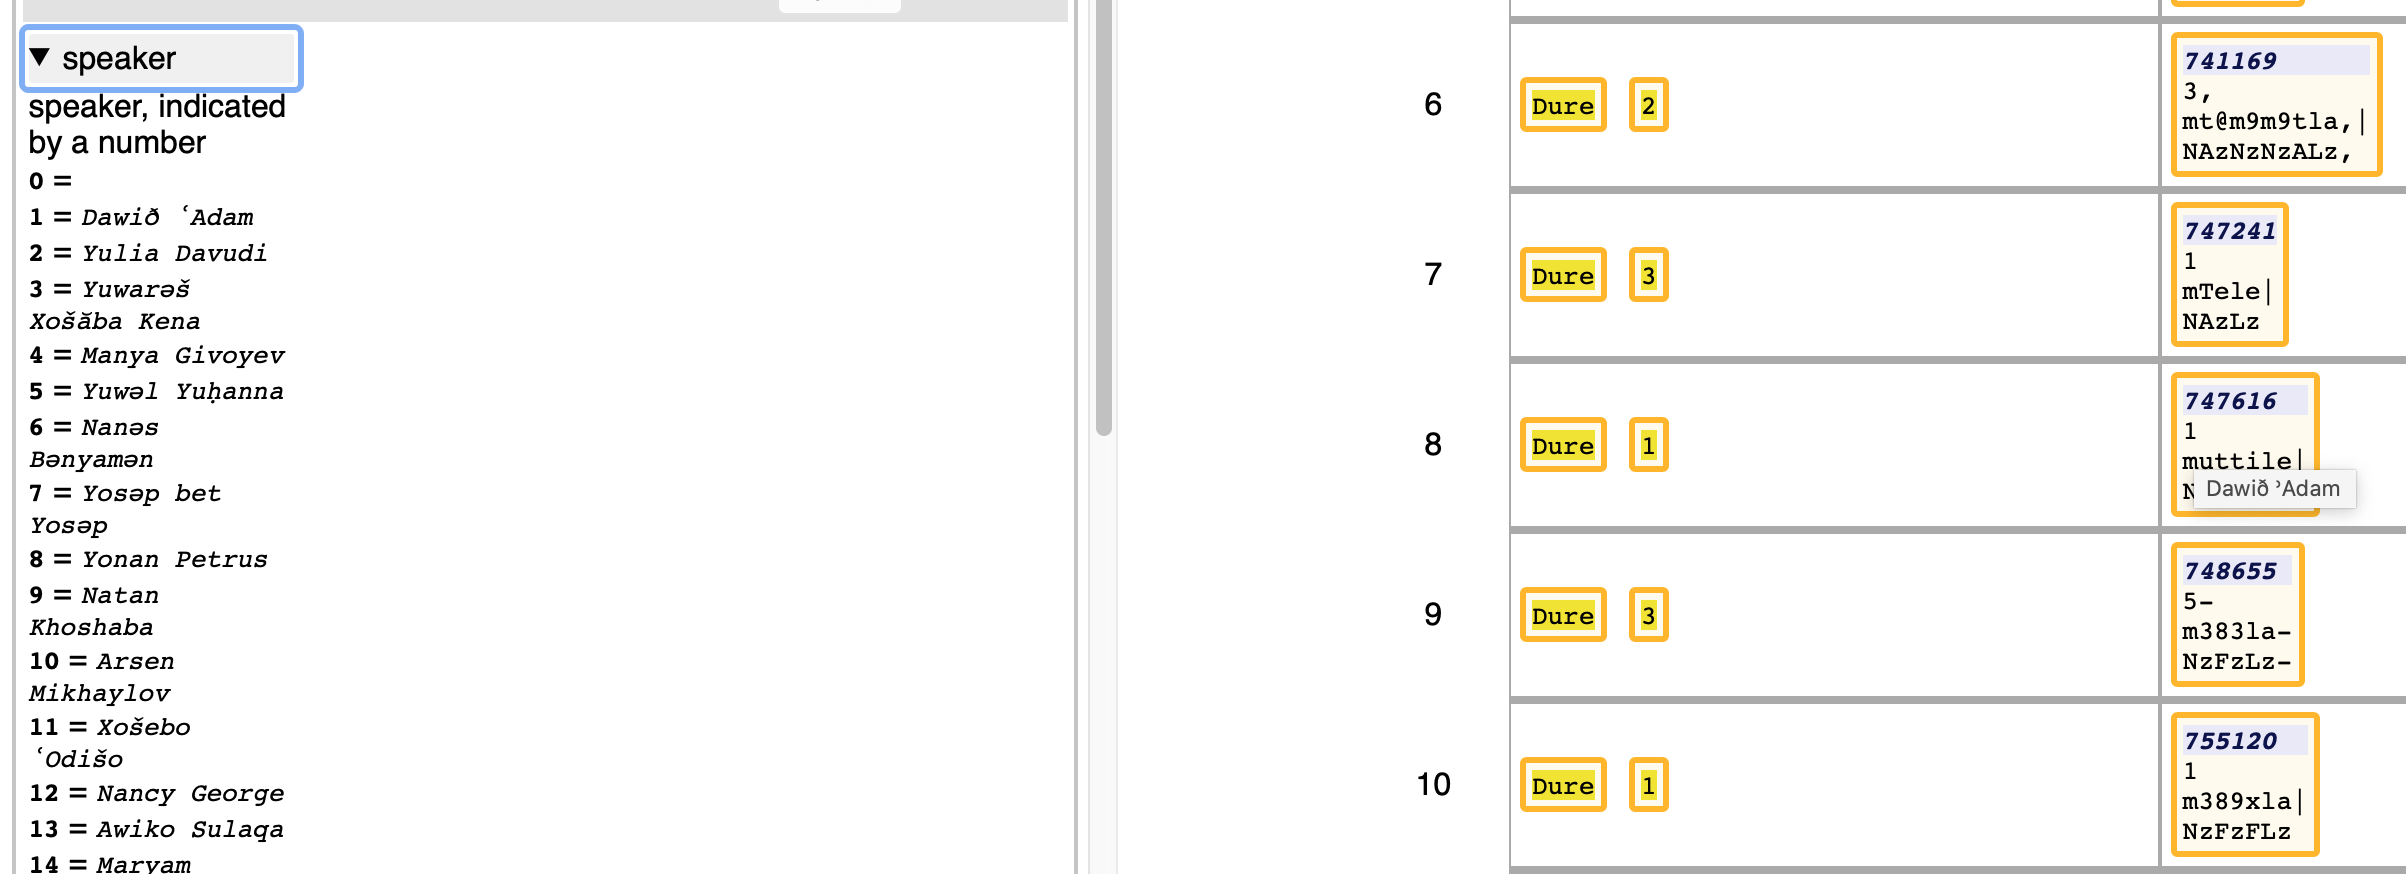 speaker
speaker, indicated
by a number
0 =
1 = Dawið ʿAdam
2 = Yulia Davudi
3 = Yuwarəš
Xošăba Kena
4 = Manya Givoyev
5 = Yuwəl Yuḥanna
6 = Nanəs
Bənyamən
7 = Yosəp bet
Yosəp
8 = Yonan Petrus
9 = Natan
Khoshaba
10 = Arsen
Mikhaylov
11 = Xošebo
ʿOdišo
12 = Nancy George
13 = Awiko Sulaqa
14 = Maryam
6
Dure 2
741169
3,
mt@m9m9tla,|
NAzNzNzALz,
7
Dure 3
747241
1
mTele|
NAzLz
8
Dure 1
747616
1
muttile|
N
Dawið ʾAdam
9
Dure 3
748655
5-
m383la-
NzFzLz-
10
Dure 1
755120
1
m389xla|
NzFzFLz